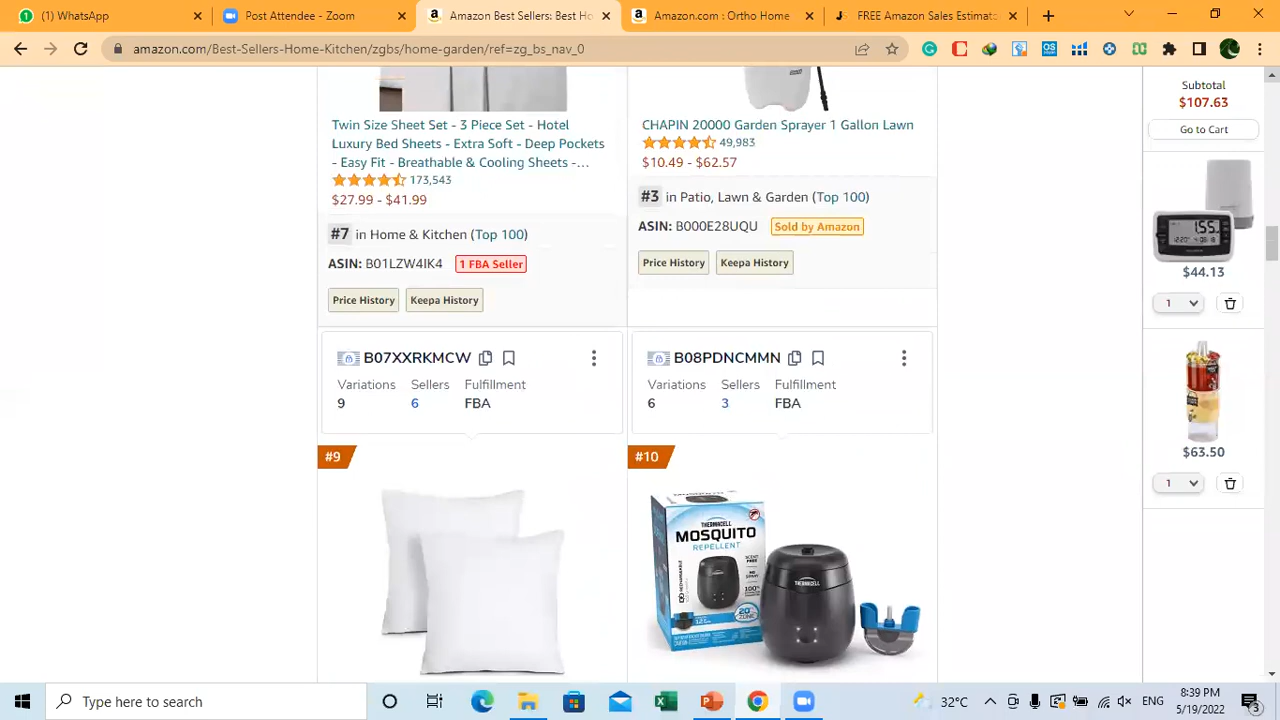 (1) WhatsApp
Post Attendee - Zoom
Amazon Best Sellers: Best Ho
Amazon.com : Ortho Home
FREE Amazon Sales Estimat
amazon.com/Best-Sellers-Home-Kitchen/zgbs/home-garden/ref=zg_bs_nav_0
Subtotal
$107.63
Go to Cart
Twin Size Sheet Set - 3 Piece Set - Hotel
Luxury Bed Sheets - Extra Soft - Deep Pockets
- Easy Fit - Breathable & Cooling Sheets -…
173,543
$27.99 - $41.99
#7 in Home & Kitchen (Top 100)
ASIN: B01LZW4IK4 1 FBA Seller
Price History Keepa History
CHAPIN 20000 Garden Sprayer 1 Gallon Lawn
49,983
$10.49 - $62.57
#3 in Patio, Lawn & Garden (Top 100)
ASIN: B000E28UQU Sold by Amazon
Price History Keepa History
$44.13
1
B07XXRKMCW
Variations Sellers Fulfillment
9 6 FBA
B08PDNCMMN
Variations Sellers Fulfillment
6 3 FBA
$63.50
1
#9
#10
THERMACELL
MOSQUITO
REPELLENT
THERMACELL
Type here to search
32°C
ENG
8:39 PM
5/19/2022
3